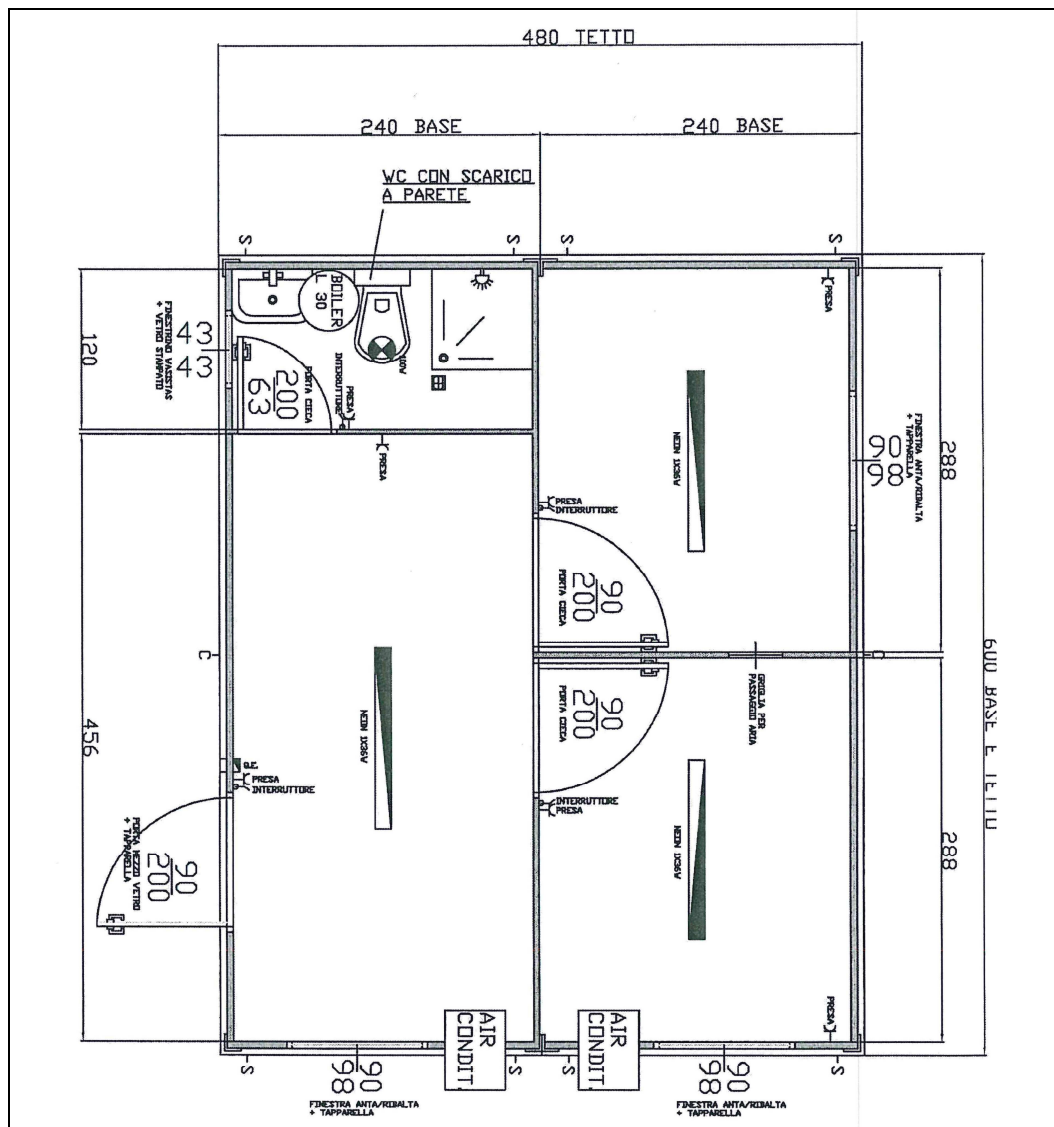 480 TETTO
240 BASE
240 BASE
WC CON SCARICO
A PARETE
S
S
S
S
BOILER
L 30
PRESA
120
FINESTRINO VASISTAS
+ VETRO STAMPATO
43
43
PORTA CIECA
200
63
PRESA
INTERRUTTORE
PRESA
NEON 1X36W
90
98
FINESTRA ANTA/RIBALTA
+ TAPPARELLA
288
PRESA
INTERRUTTORE
90
200
PORTA CIECA
C
GRIGLIA PER
PASSAGGIO ARIA
600 BASE E TETTO
90
200
PORTA CIECA
NEON 1X36W
456
Q.E.
PRESA
INTERRUTTORE
INTERRUTTORE
PRESA
NEON 1X36W
288
PORTA MEZZO VETRO
+ TAPPARELLA
90
200
PRESA
AIR
CONDIT.
AIR
CONDIT.
S
S
S
S
90
98
90
98
FINESTRA ANTA/RIBALTA
+ TAPPARELLA
FINESTRA ANTA/RIBALTA
+ TAPPARELLA